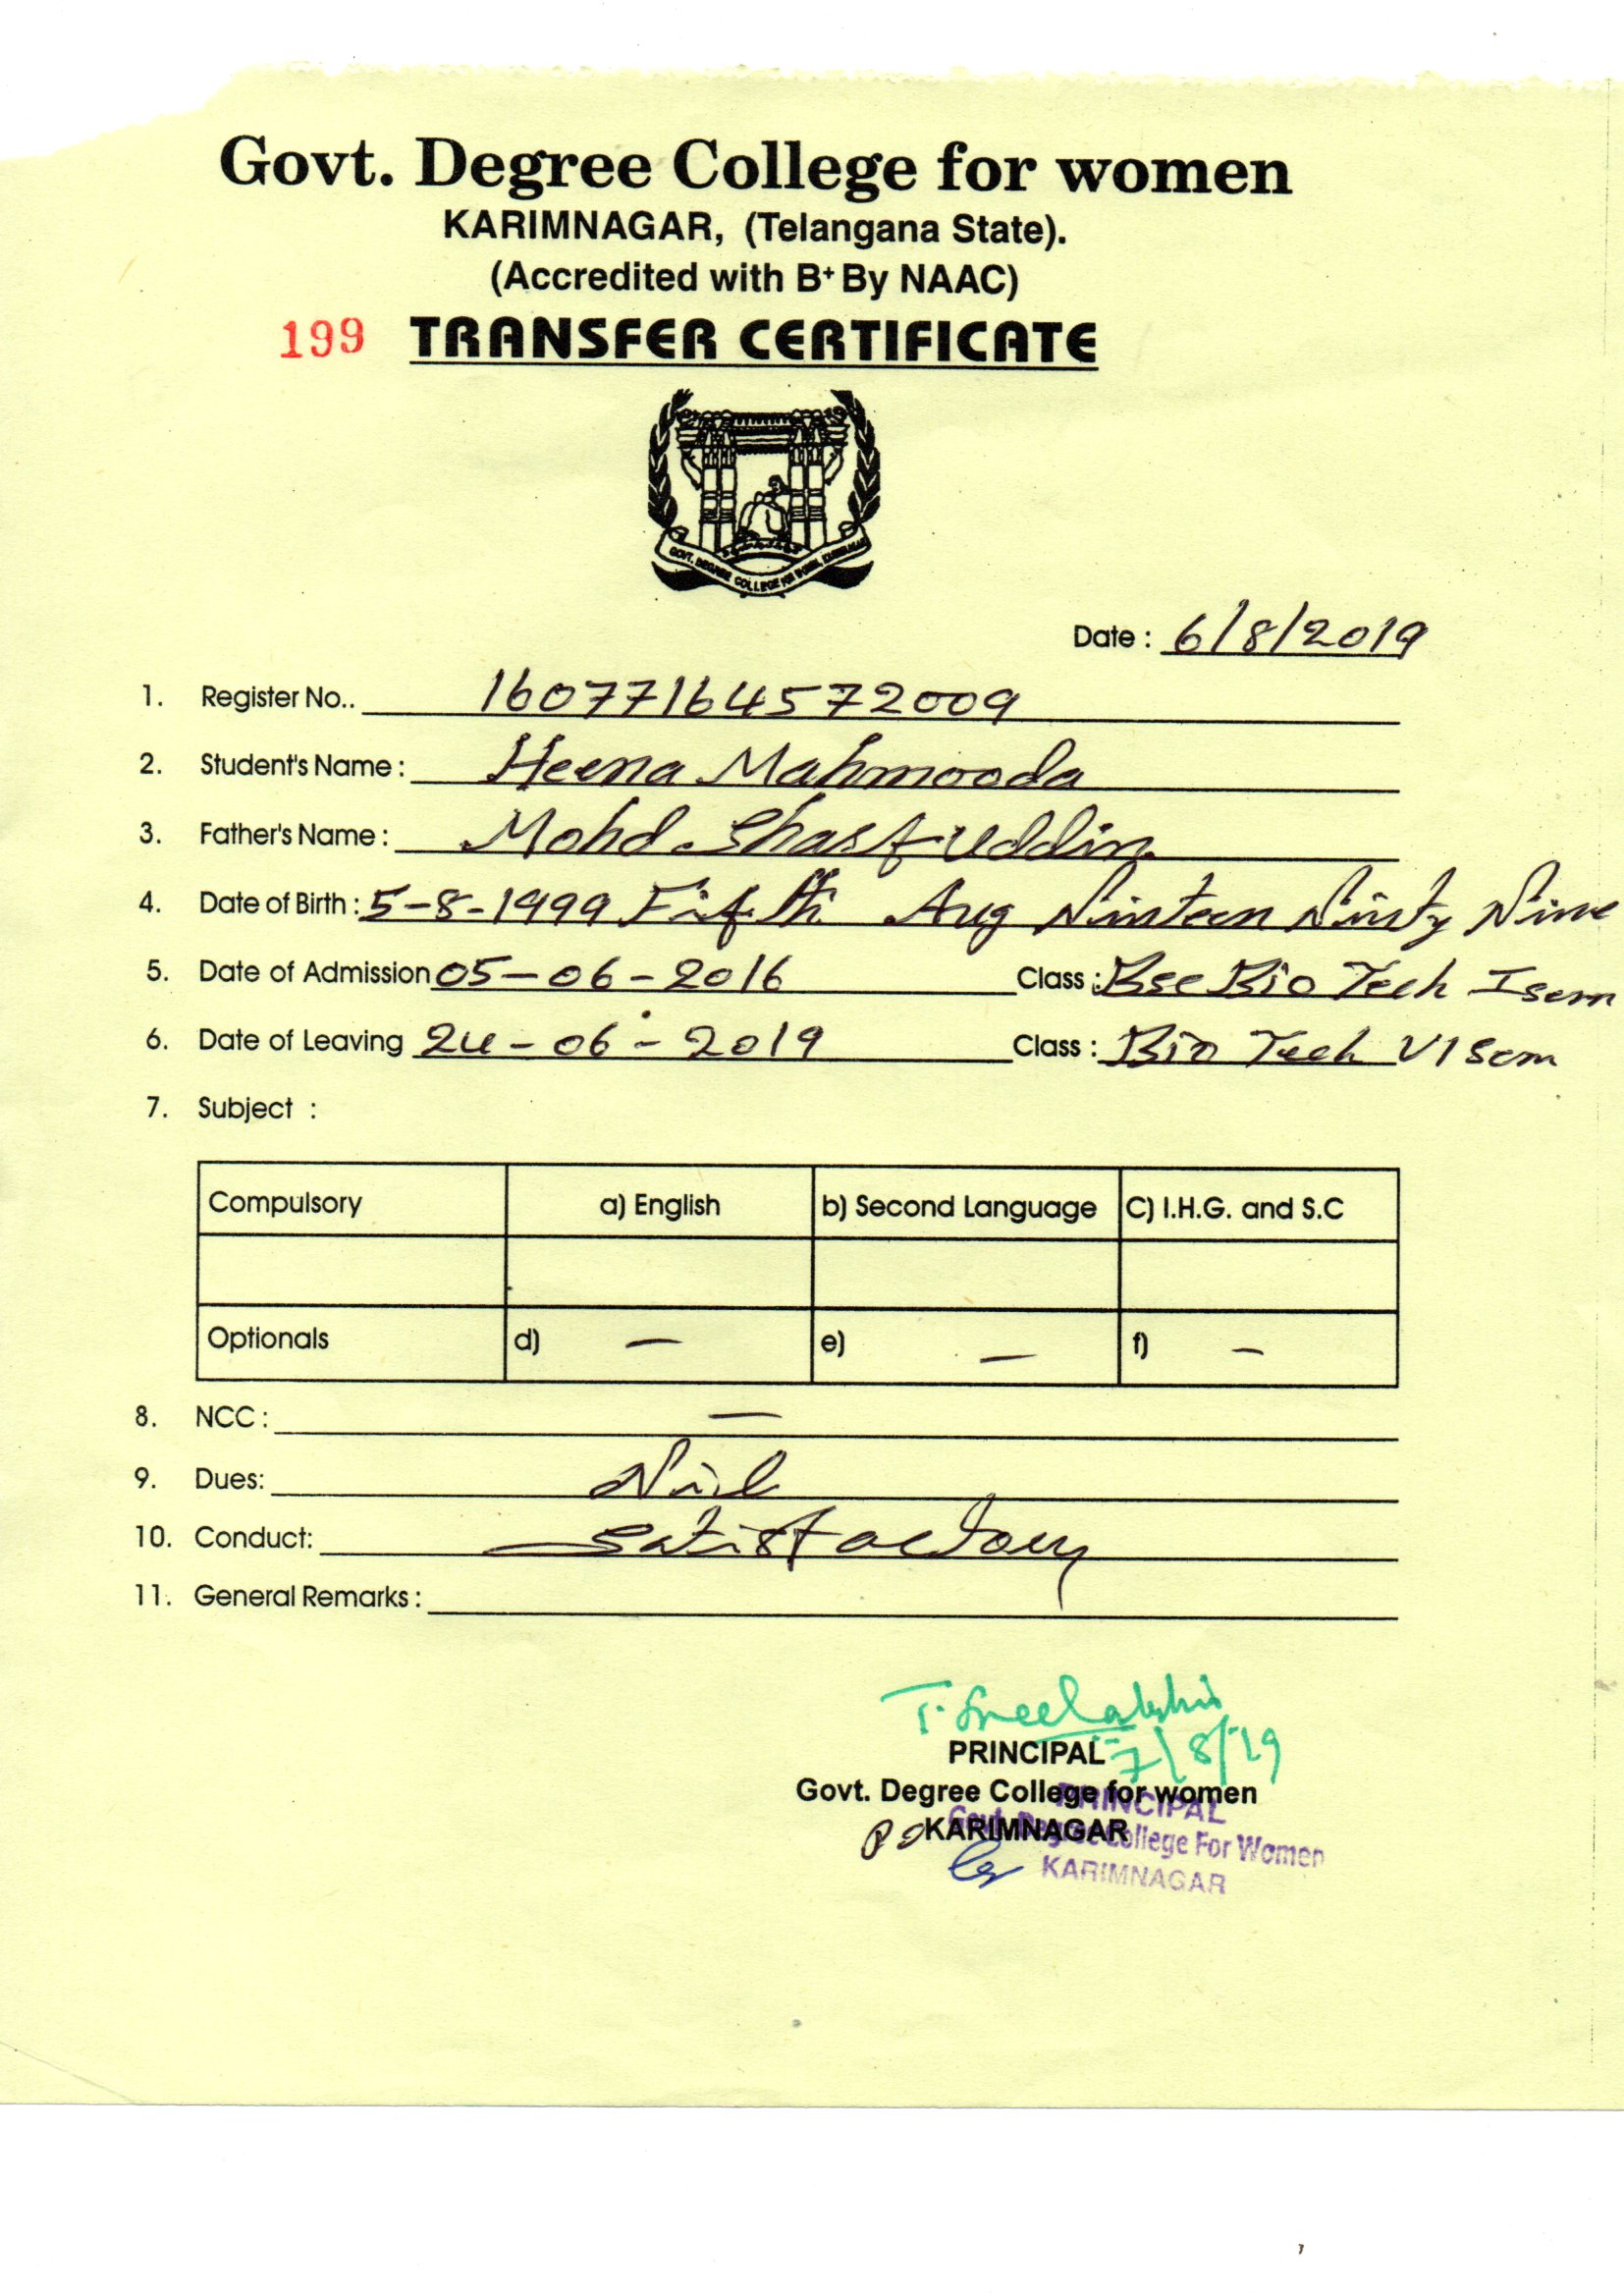 Govt. Degree College for women
KARIMNAGAR, (Telangana State).
(Accredited with B+ By NAAC)
199 TRANSFER CERTIFICATE
GOVT. DEGREE COLLEGE FOR
Date : 6/8/2019
1. Register No.. 16077164572009
2. Student's Name : Heena Mahmooda
3. Father's Name : Mohd
4. Date of Birth : 5-8-1999 Fifth Aug Ninteen Ninty Nine
5. Date of Admission 05-06-2016 Class : Bsc Bio Tech I sem
6. Date of Leaving 24-06-2019 Class : Bio Tech VI sem
7. Subject :
Compulsory a) English b) Second Language C) I.H.G. and S.C
Optionals d) — e) — f) —
8. NCC : —
9. Dues: Nil
10. Conduct: Satisfactory
11. General Remarks :
PRINCIPAL 7/8/19
Govt. Degree College for women
KARIMNAGAR
PRINCIPAL
Govt. Degree College For Women
KARIMNAGAR